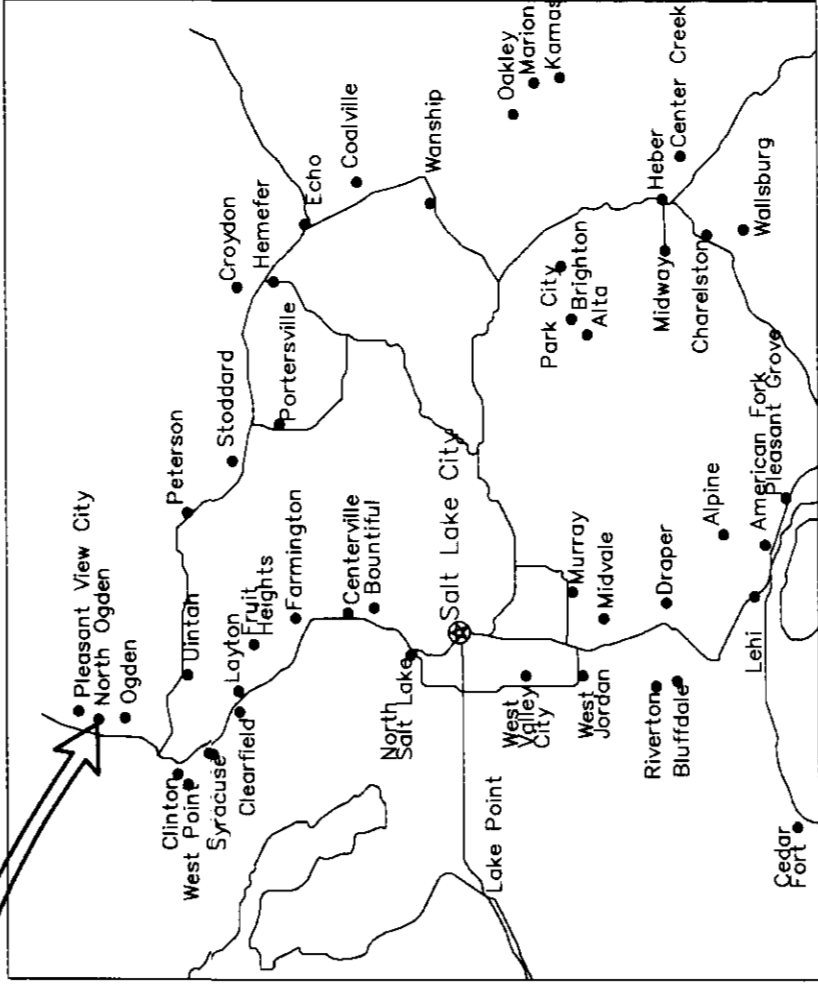 Pleasant View City
North Ogden
Ogden
Uintah
Peterson
Stoddard
Croydon
Hemefer
Echo
Coalville
Wanship
Portersville
Clinton
West Point
Syracuse
Clearfield
Layton
Fruit
Heights
Farmington
Centerville
Bountiful
North
Salt Lake
Salt Lake City
Lake Point
West
Valley
City
West
Jordan
Murray
Midvale
Riverton
Bluffdale
Draper
Alpine
American Fork
Pleasant Grove
Lehi
Cedar
Fort
Park City
Brighton
Alta
Oakley
Marion
Kamas
Heber
Center Creek
Midway
Charelston
Wallsburg